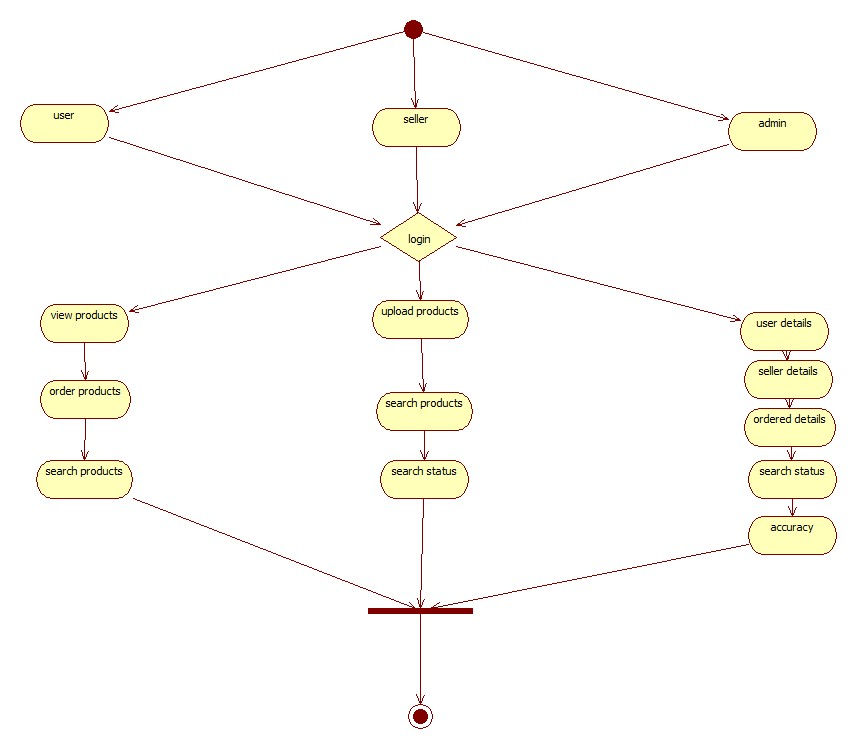 user
seller
admin
login
view products
upload products
user details
order products
search products
seller details
ordered details
search products
search status
search status
accuracy